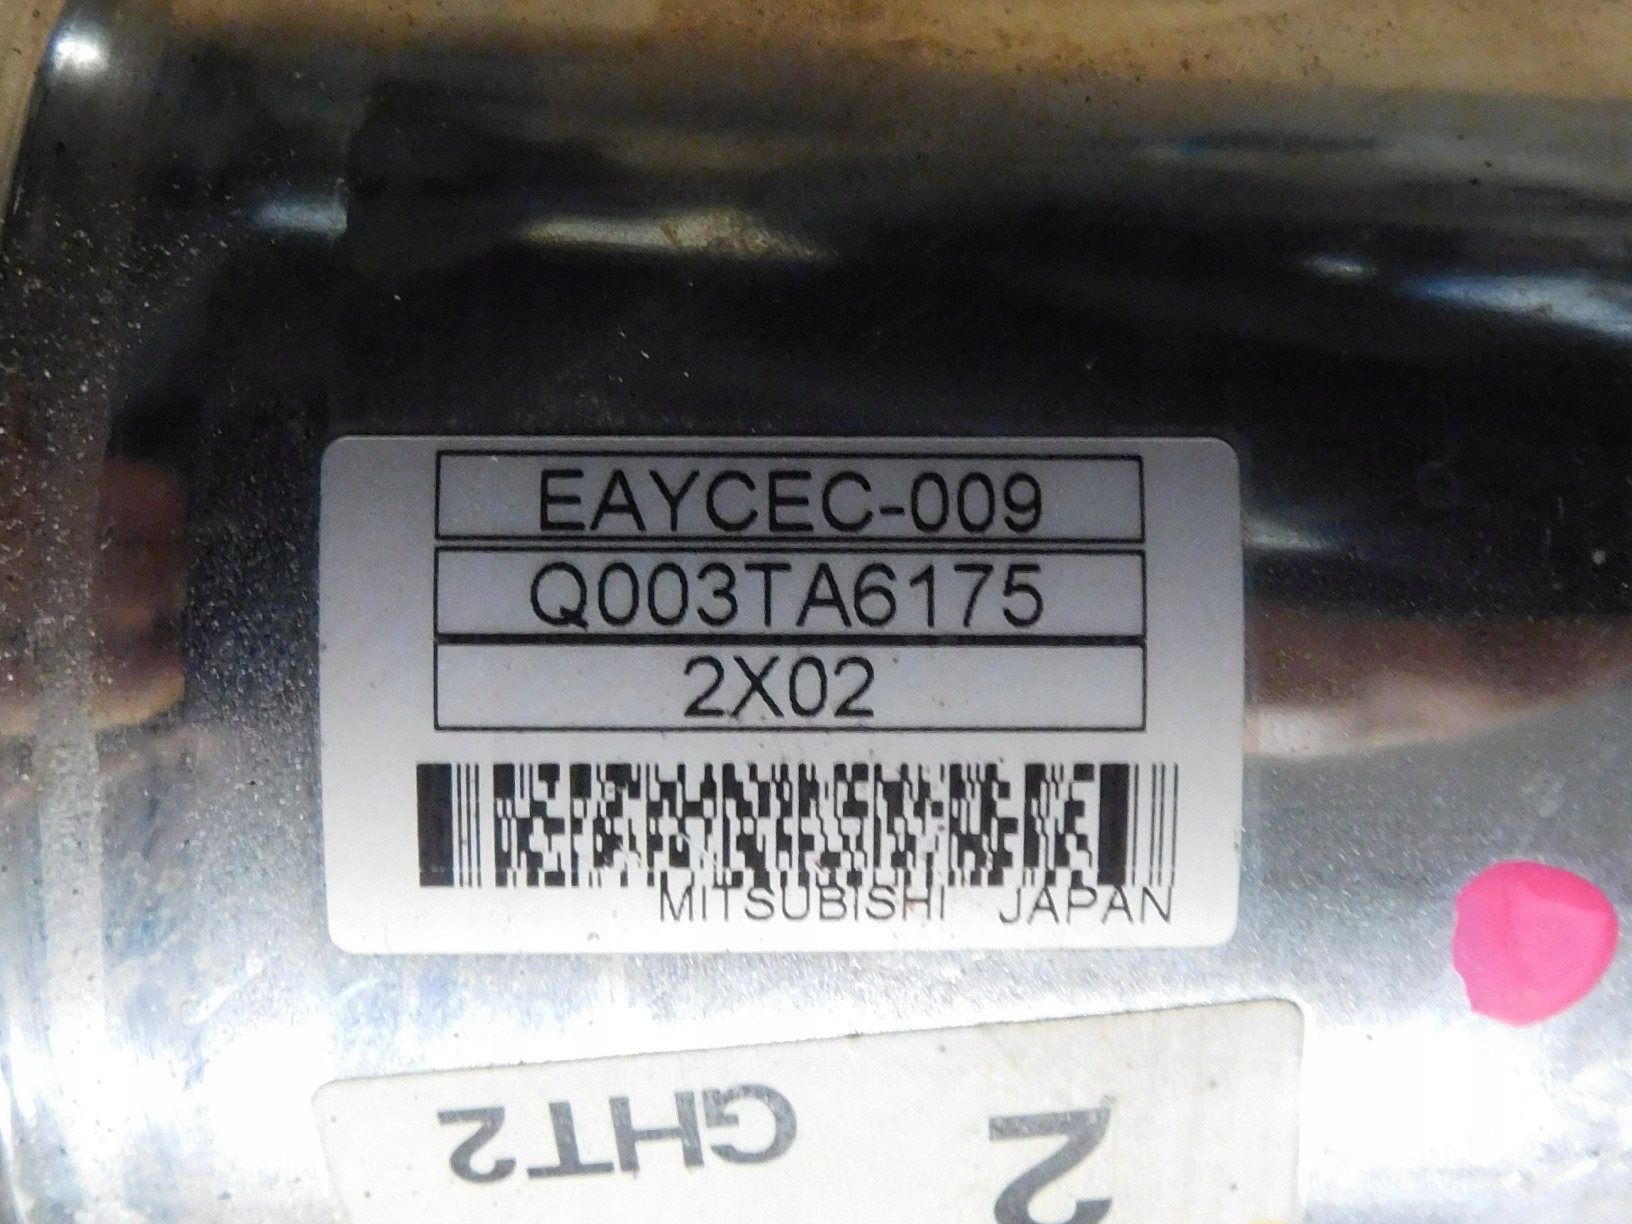 EAYCEC-009
Q003TA6175
2X02
MITSUBISHI JAPAN
GHT2
2